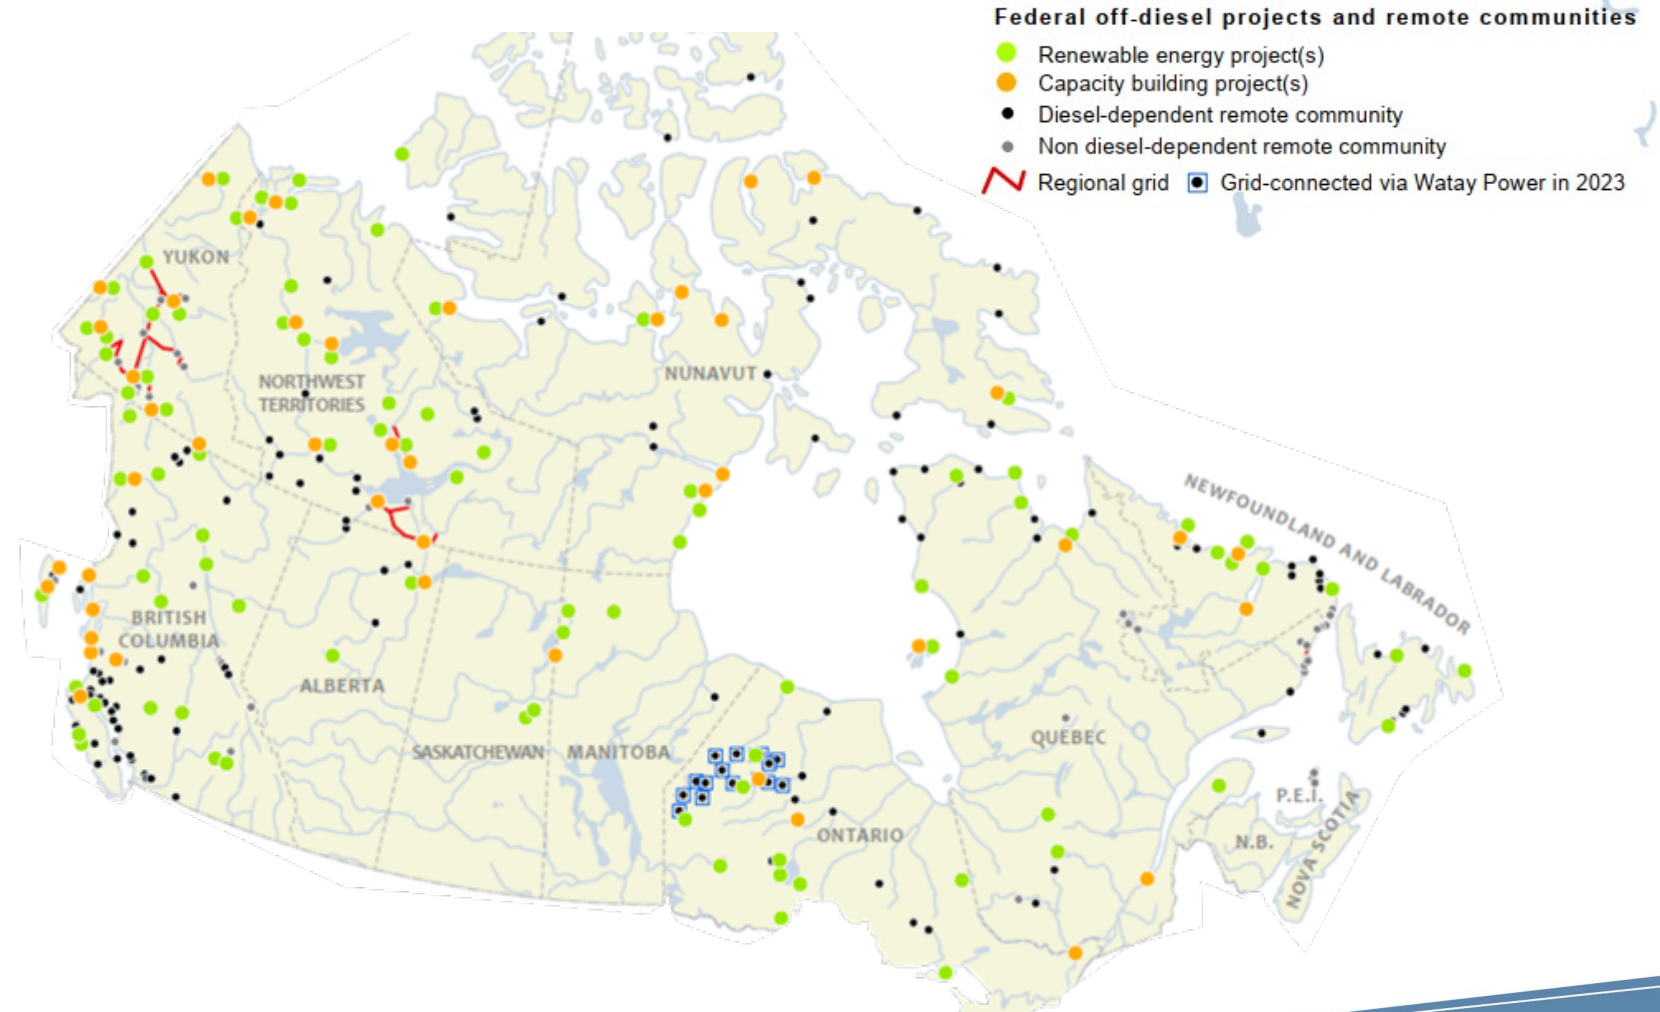 Federal off-diesel projects and remote communities
Renewable energy project(s)
Capacity building project(s)
Diesel-dependent remote community
Non diesel-dependent remote community
Regional grid
Grid-connected via Watay Power in 2023
YUKON
NORTHWEST
TERRITORIES
NUNAVUT
NEWFOUNDLAND AND LABRADOR
BRITISH
COLUMBIA
ALBERTA
SASKATCHEWAN
MANITOBA
QUEBEC
ONTARIO
P.E.I.
N.B.
NOVA SCOTIA